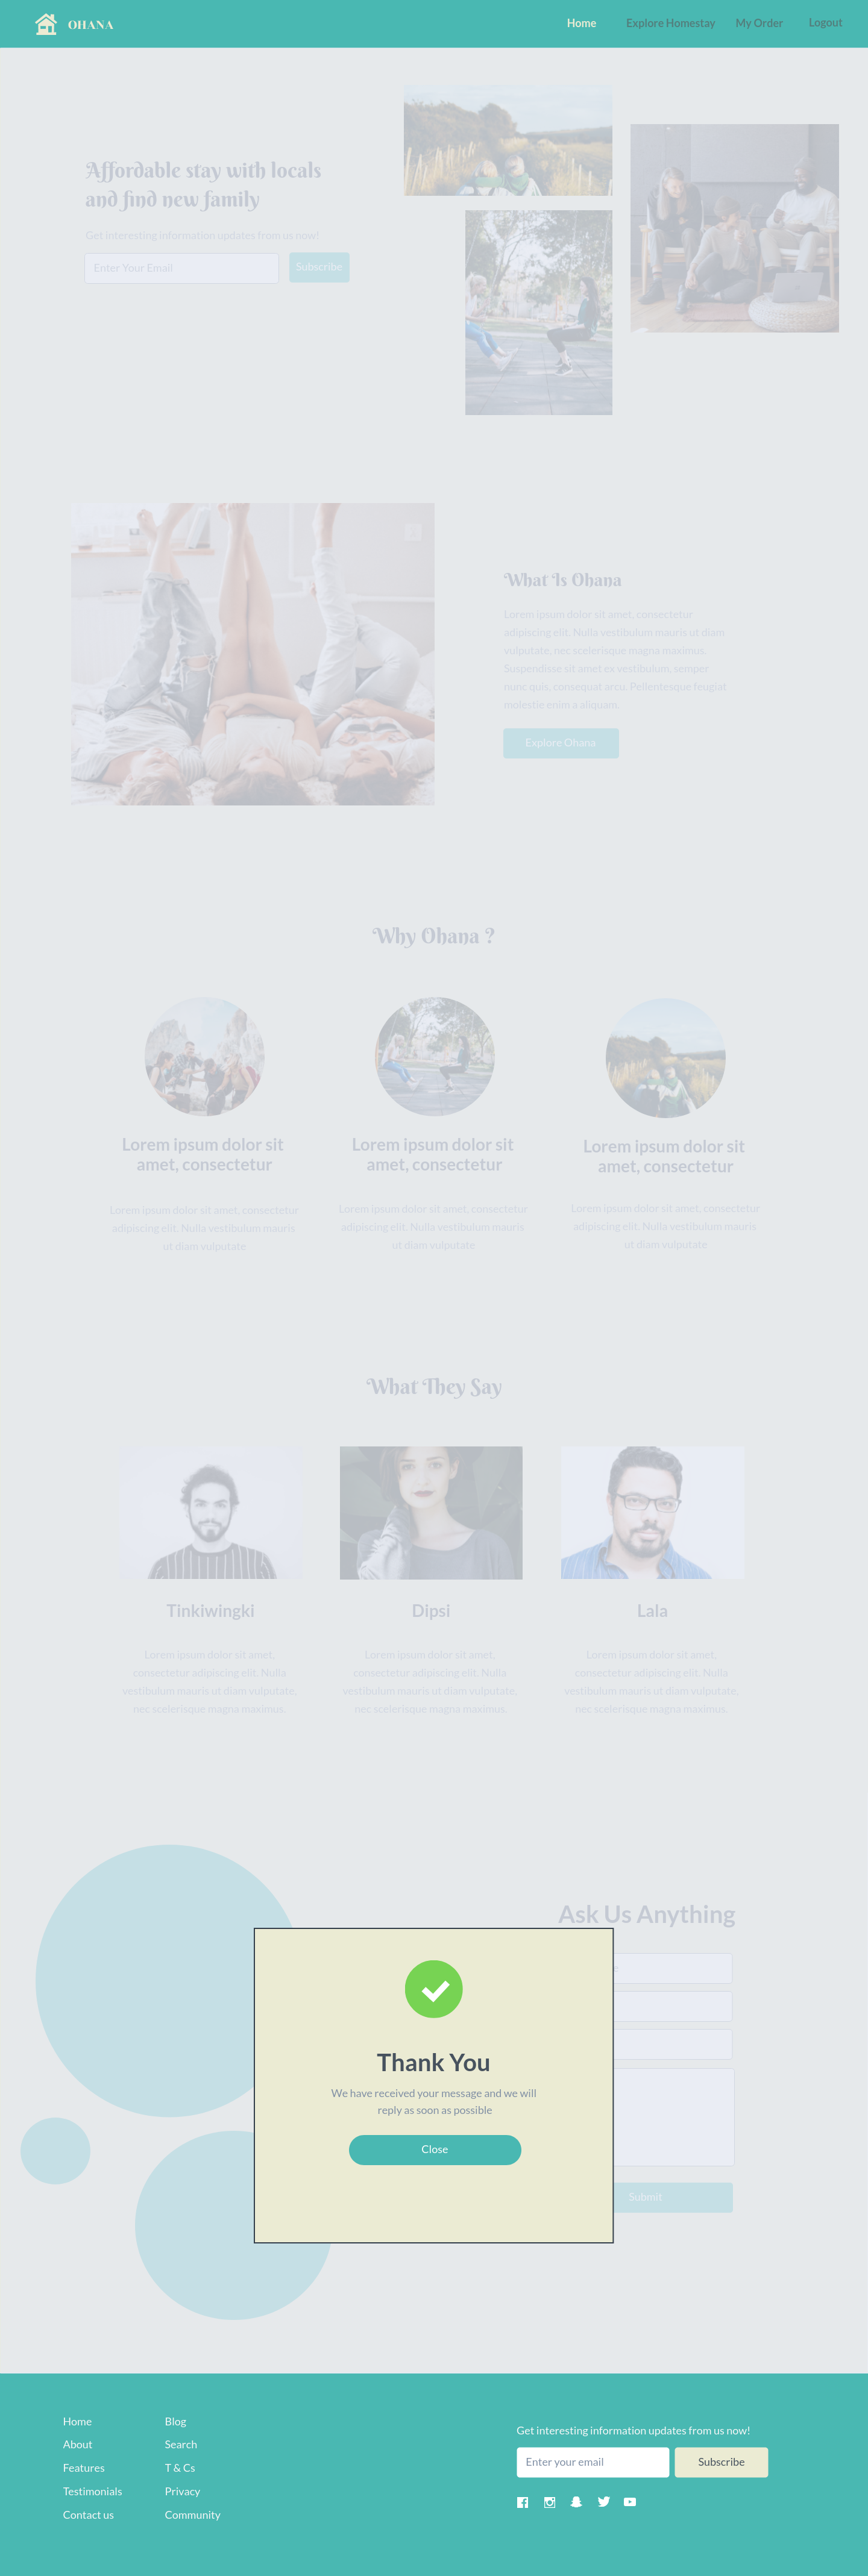 OHANA
Home
Explore Homestay
My Order
Logout
Affordable stay with locals
and find new family
Get interesting information updates from us now!
Enter Your Email
Subscribe
What Is Ohana
Lorem ipsum dolor sit amet, consectetur
adipiscing elit. Nulla vestibulum mauris ut diam
vulputate, nec scelerisque magna maximus.
Suspendisse sit amet ex vestibulum, semper
nunc quis, consequat arcu. Pellentesque feugiat
molestie enim a aliquam.
Explore Ohana
Why Ohana ?
Lorem ipsum dolor sit
amet, consectetur
Lorem ipsum dolor sit amet, consectetur
adipiscing elit. Nulla vestibulum mauris
ut diam vulputate
Lorem ipsum dolor sit
amet, consectetur
Lorem ipsum dolor sit amet, consectetur
adipiscing elit. Nulla vestibulum mauris
ut diam vulputate
Lorem ipsum dolor sit
amet, consectetur
Lorem ipsum dolor sit amet, consectetur
adipiscing elit. Nulla vestibulum mauris
ut diam vulputate
What They Say
Tinkiwingki
Lorem ipsum dolor sit amet,
consectetur adipiscing elit. Nulla
vestibulum mauris ut diam vulputate,
nec scelerisque magna maximus.
Dipsi
Lorem ipsum dolor sit amet,
consectetur adipiscing elit. Nulla
vestibulum mauris ut diam vulputate,
nec scelerisque magna maximus.
Lala
Lorem ipsum dolor sit amet,
consectetur adipiscing elit. Nulla
vestibulum mauris ut diam vulputate,
nec scelerisque magna maximus.
Ask Us Anything
Submit
Thank You
We have received your message and we will
reply as soon as possible
Close
Home
About
Features
Testimonials
Contact us
Blog
Search
T & Cs
Privacy
Community
Get interesting information updates from us now!
Enter your email
Subscribe